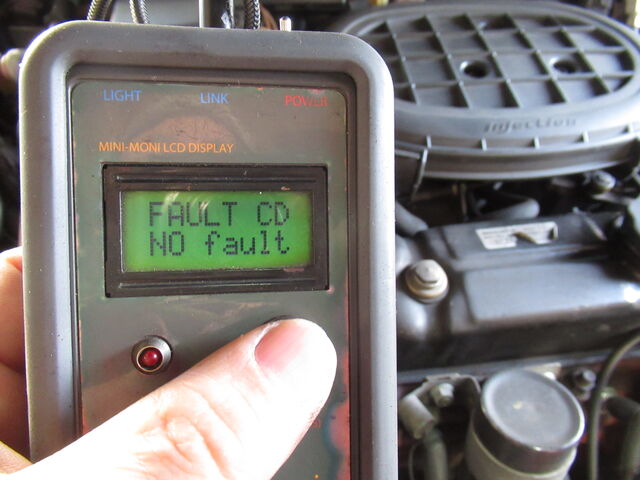 LIGHT LINK POWER
MINI-MONI LCD DISPLAY
FAULT CD
NO fault
injection